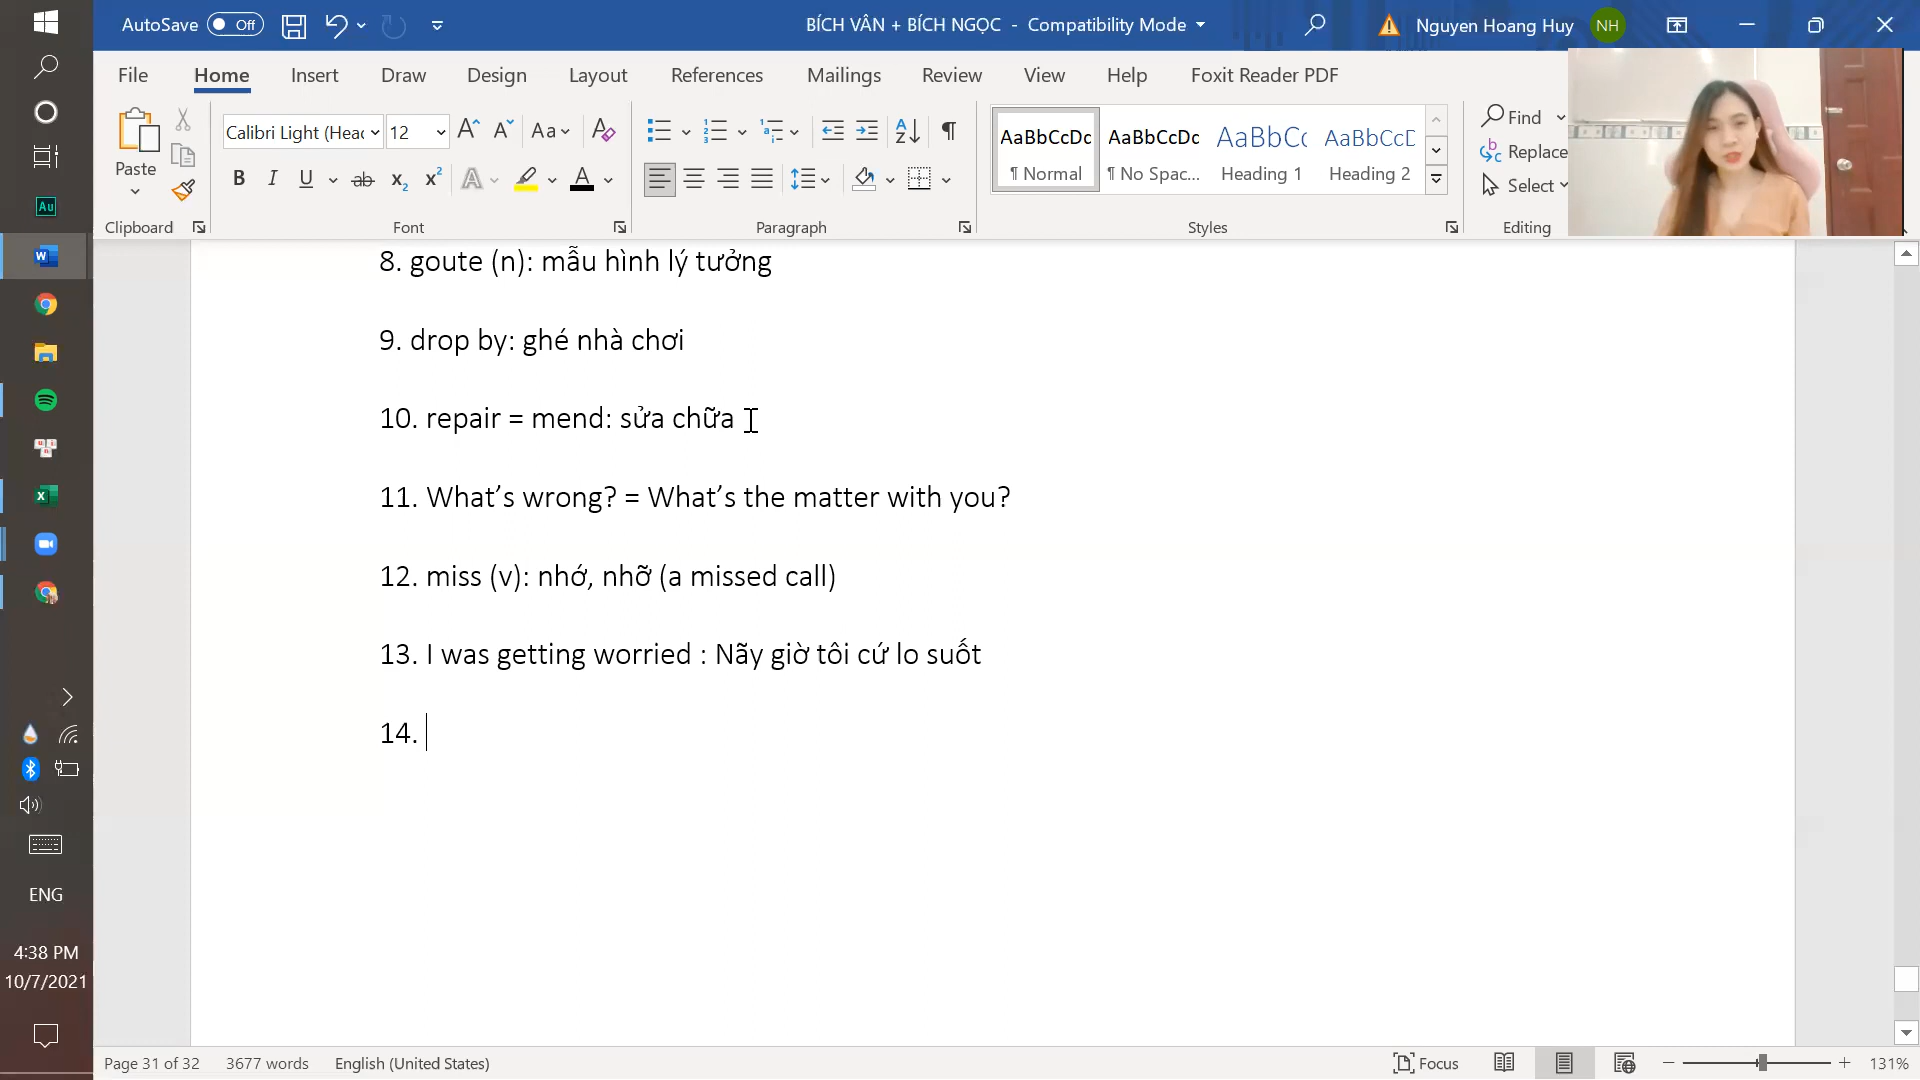 AutoSave Off BÍCH VÂN + BÍCH NGỌC - Compatibility Mode Nguyen Hoang Huy NH
File Home Insert Draw Design Layout References Mailings Review View Help Foxit Reader PDF
Paste
Calibri Light (Head 12
AaBbCcDc AaBbCcDc AaBbCc AaBbCcD
¶ Normal ¶ No Spac... Heading 1 Heading 2
Find
Replace
Select
Clipboard Font Paragraph Styles Editing
8. goute (n): mẫu hình lý tưởng
9. drop by: ghé nhà chơi
10. repair = mend: sửa chữa
11. What’s wrong? = What’s the matter with you?
12. miss (v): nhớ, nhỡ (a missed call)
13. I was getting worried : Nãy giờ tôi cứ lo suốt
14.
ENG
4:38 PM
10/7/2021
Page 31 of 32 3677 words English (United States) Focus 131%